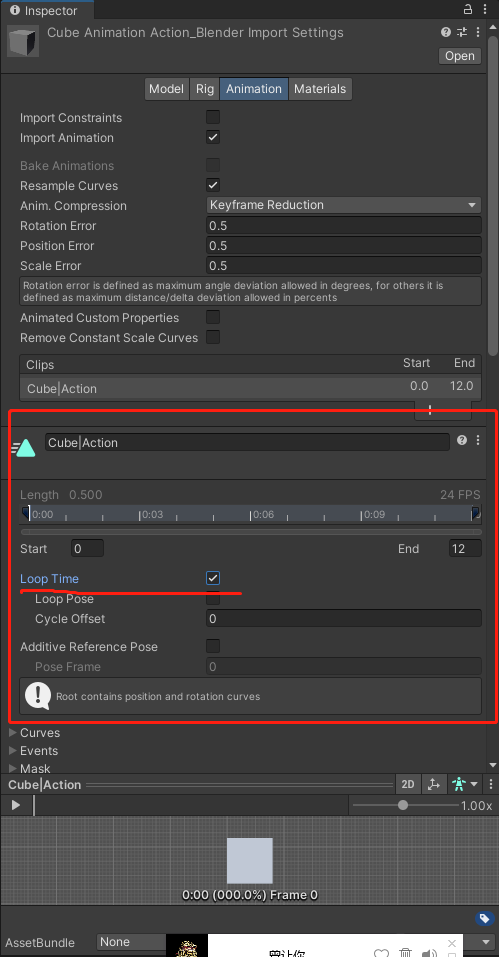 Inspector
Cube Animation Action_Blender Import Settings
Open
Model Rig Animation Materials
Import Constraints
Import Animation
Bake Animations
Resample Curves
Anim. Compression Keyframe Reduction
Rotation Error 0.5
Position Error 0.5
Scale Error 0.5
Rotation error is defined as maximum angle deviation allowed in degrees, for others it is
defined as maximum distance/delta deviation allowed in percents
Animated Custom Properties
Remove Constant Scale Curves
Clips Start End
Cube|Action 0.0 12.0
Cube|Action
Length 0.500 24 FPS
0:00 0:03 0:06 0:09
Start 0 End 12
Loop Time
Loop Pose
Cycle Offset 0
Additive Reference Pose
Pose Frame 0
Root contains position and rotation curves
Curves
Events
Mask
Cube|Action 2D
1.00x
0:00 (000.0%) Frame 0
AssetBundle None